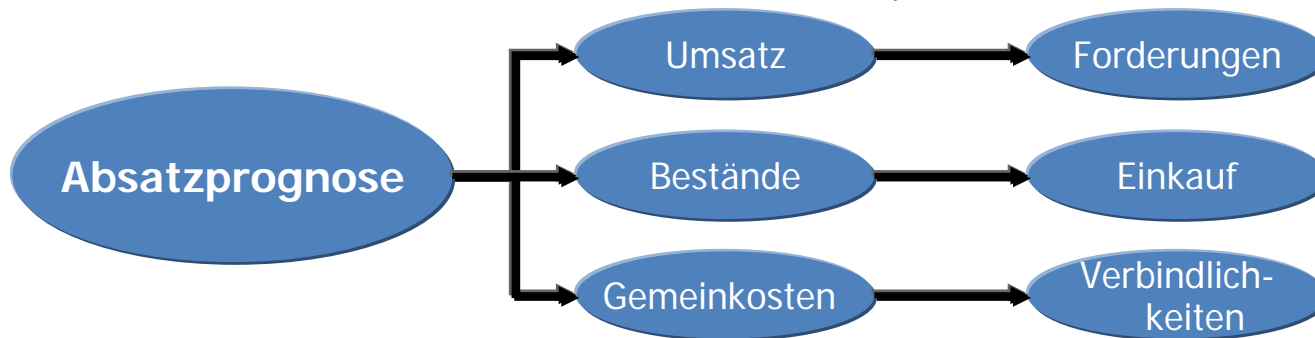 Umsatz
Forderungen
Absatzprognose
Bestände
Einkauf
Gemeinkosten
Verbindlich-
keiten